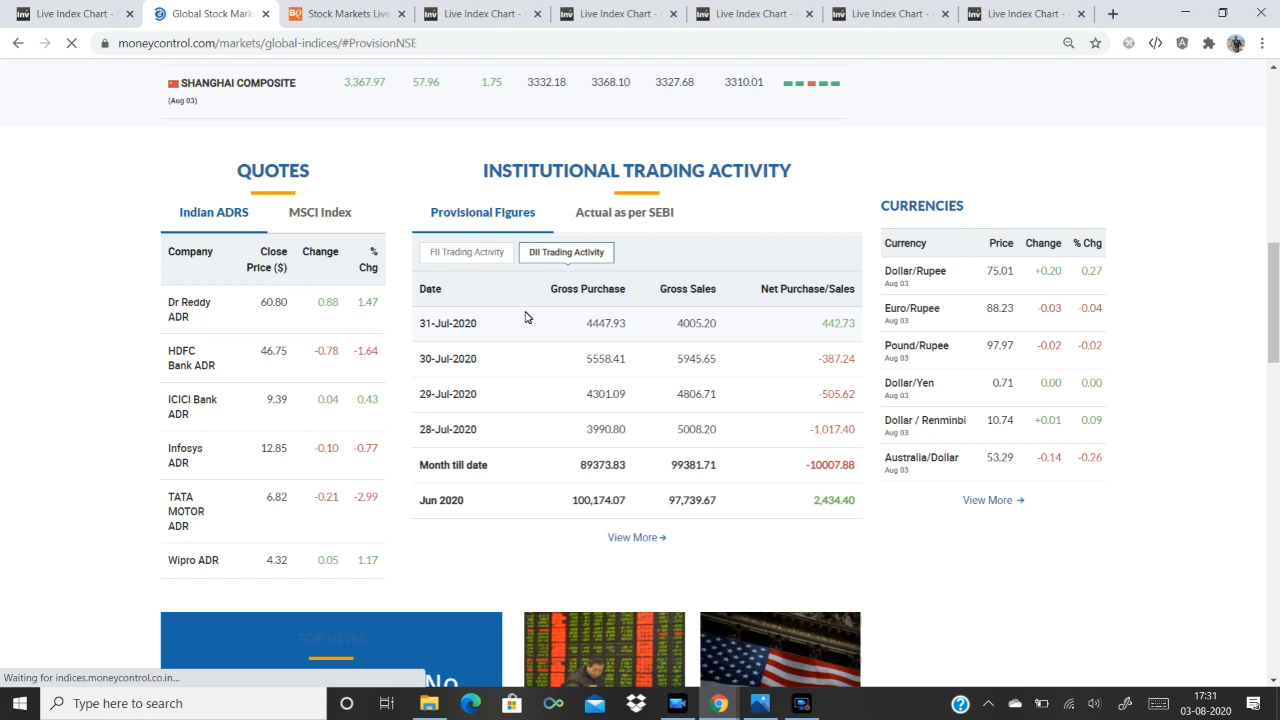 Live Index Chart -
Global Stock Mark
Stock Markets Live
Live Index Chart -
Live Index Chart -
Live Index Chart -
Live Index Chart -
Live Index Chart -
moneycontrol.com/markets/global-indices/#ProvisionNSE
SHANGHAI COMPOSITE 3,367.97 57.96 1.75 3332.18 3368.10 3327.68 3310.01
(Aug 03)
QUOTES
Indian ADRS MSCI Index
Company Close Price ($) Change % Chg
Dr Reddy ADR 60.80 0.88 1.47
HDFC Bank ADR 46.75 -0.78 -1.64
ICICI Bank ADR 9.39 0.04 0.43
Infosys ADR 12.85 -0.10 -0.77
TATA MOTOR ADR 6.82 -0.21 -2.99
Wipro ADR 4.32 0.05 1.17
INSTITUTIONAL TRADING ACTIVITY
Provisional Figures Actual as per SEBI
FII Trading Activity DII Trading Activity
Date Gross Purchase Gross Sales Net Purchase/Sales
31-Jul-2020 4447.93 4005.20 442.73
30-Jul-2020 5558.41 5945.65 -387.24
29-Jul-2020 4301.09 4806.71 -505.62
28-Jul-2020 3990.80 5008.20 -1,017.40
Month till date 89373.83 99381.71 -10007.88
Jun 2020 100,174.07 97,739.67 2,434.40
View More
CURRENCIES
Currency Price Change % Chg
Dollar/Rupee 75.01 +0.20 0.27
Aug 03
Euro/Rupee 88.23 -0.03 -0.04
Aug 03
Pound/Rupee 97.97 -0.02 -0.02
Aug 03
Dollar/Yen 0.71 0.00 0.00
Aug 03
Dollar / Renminbi 10.74 +0.01 0.09
Aug 03
Australia/Dollar 53.29 -0.14 -0.26
Aug 03
View More
TOP NEWS
No
Waiting for indices.moneycontrol.co.in...
Type here to search
17:31
03-08-2020